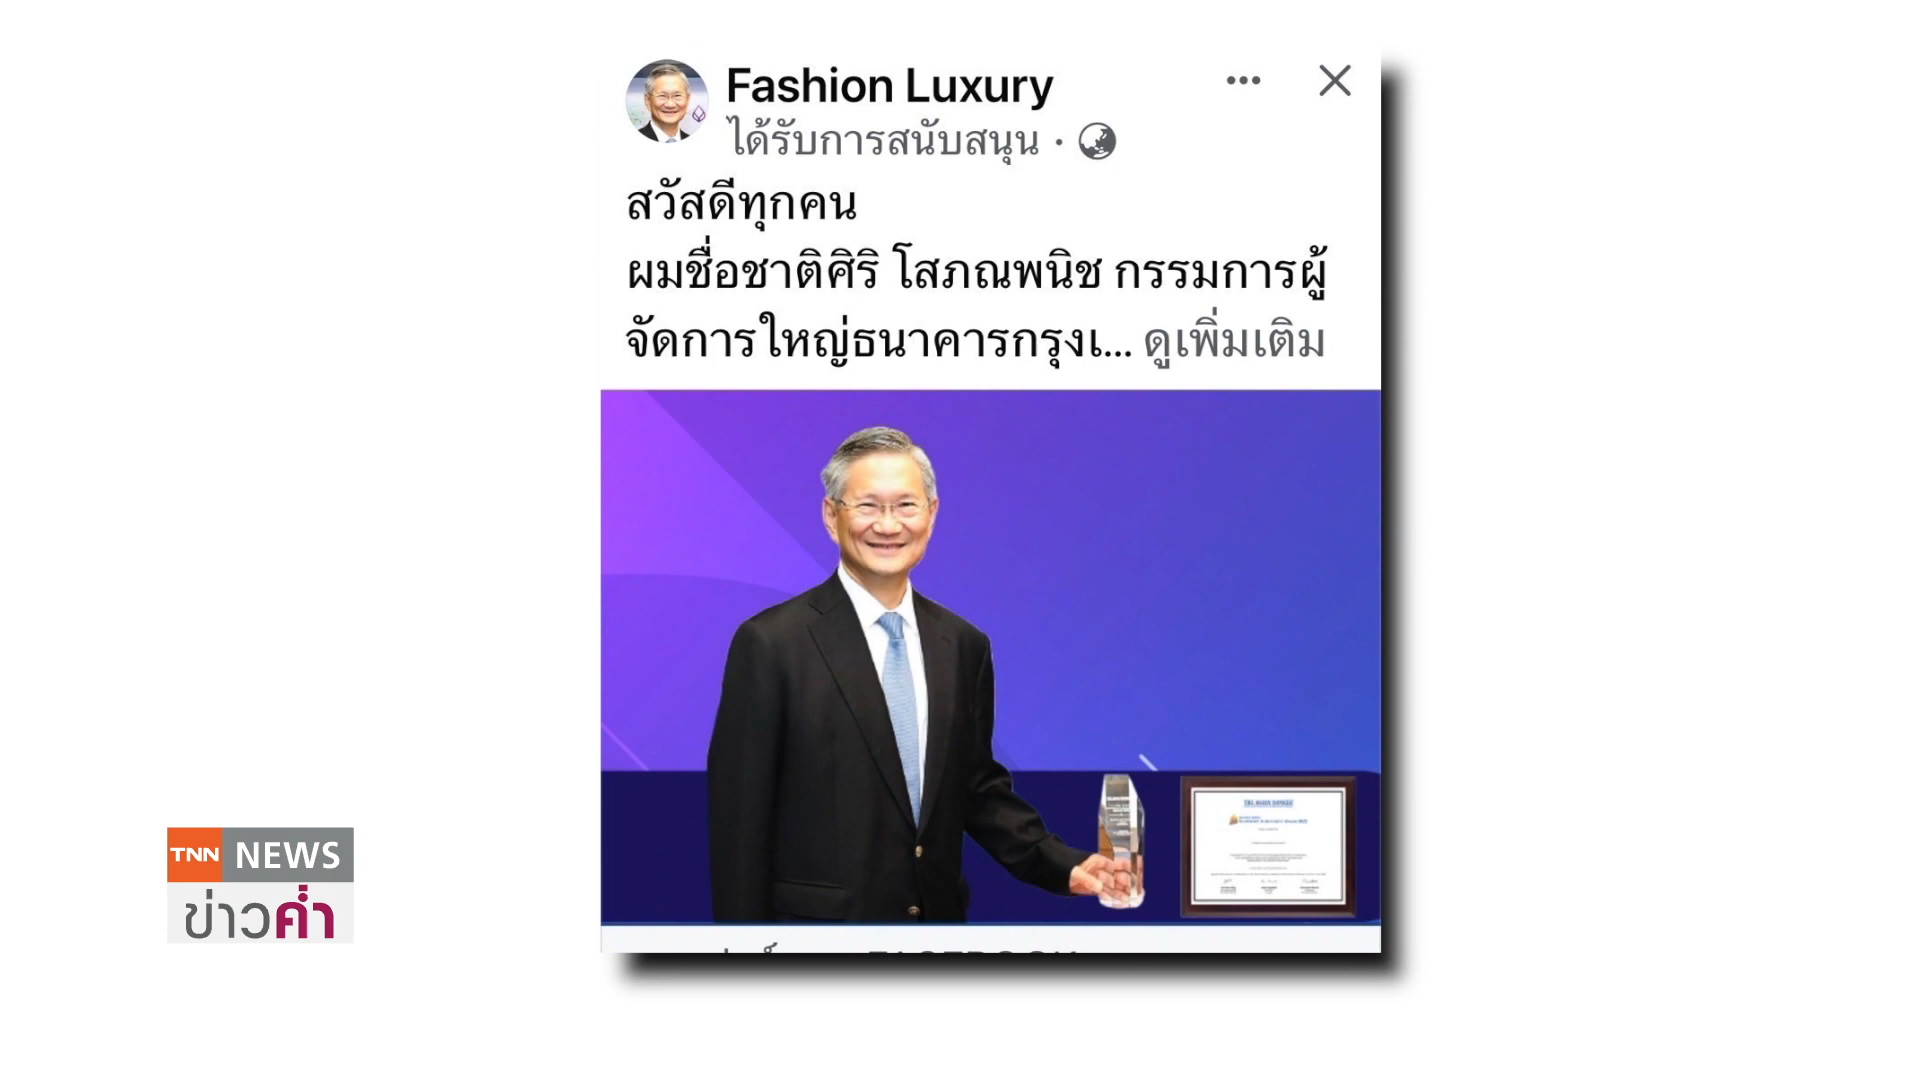 Fashion Luxury
ได้รับการสนับสนุน ·
สวัสดีทุกคน
ผมชื่อชาติศิริ โสภณพนิช กรรมการผู้
จัดการใหญ่ธนาคารกรุงเ... ดูเพิ่มเติม
THE ASIAN BANKER
TNN NEWS
ข่าวค่ำ